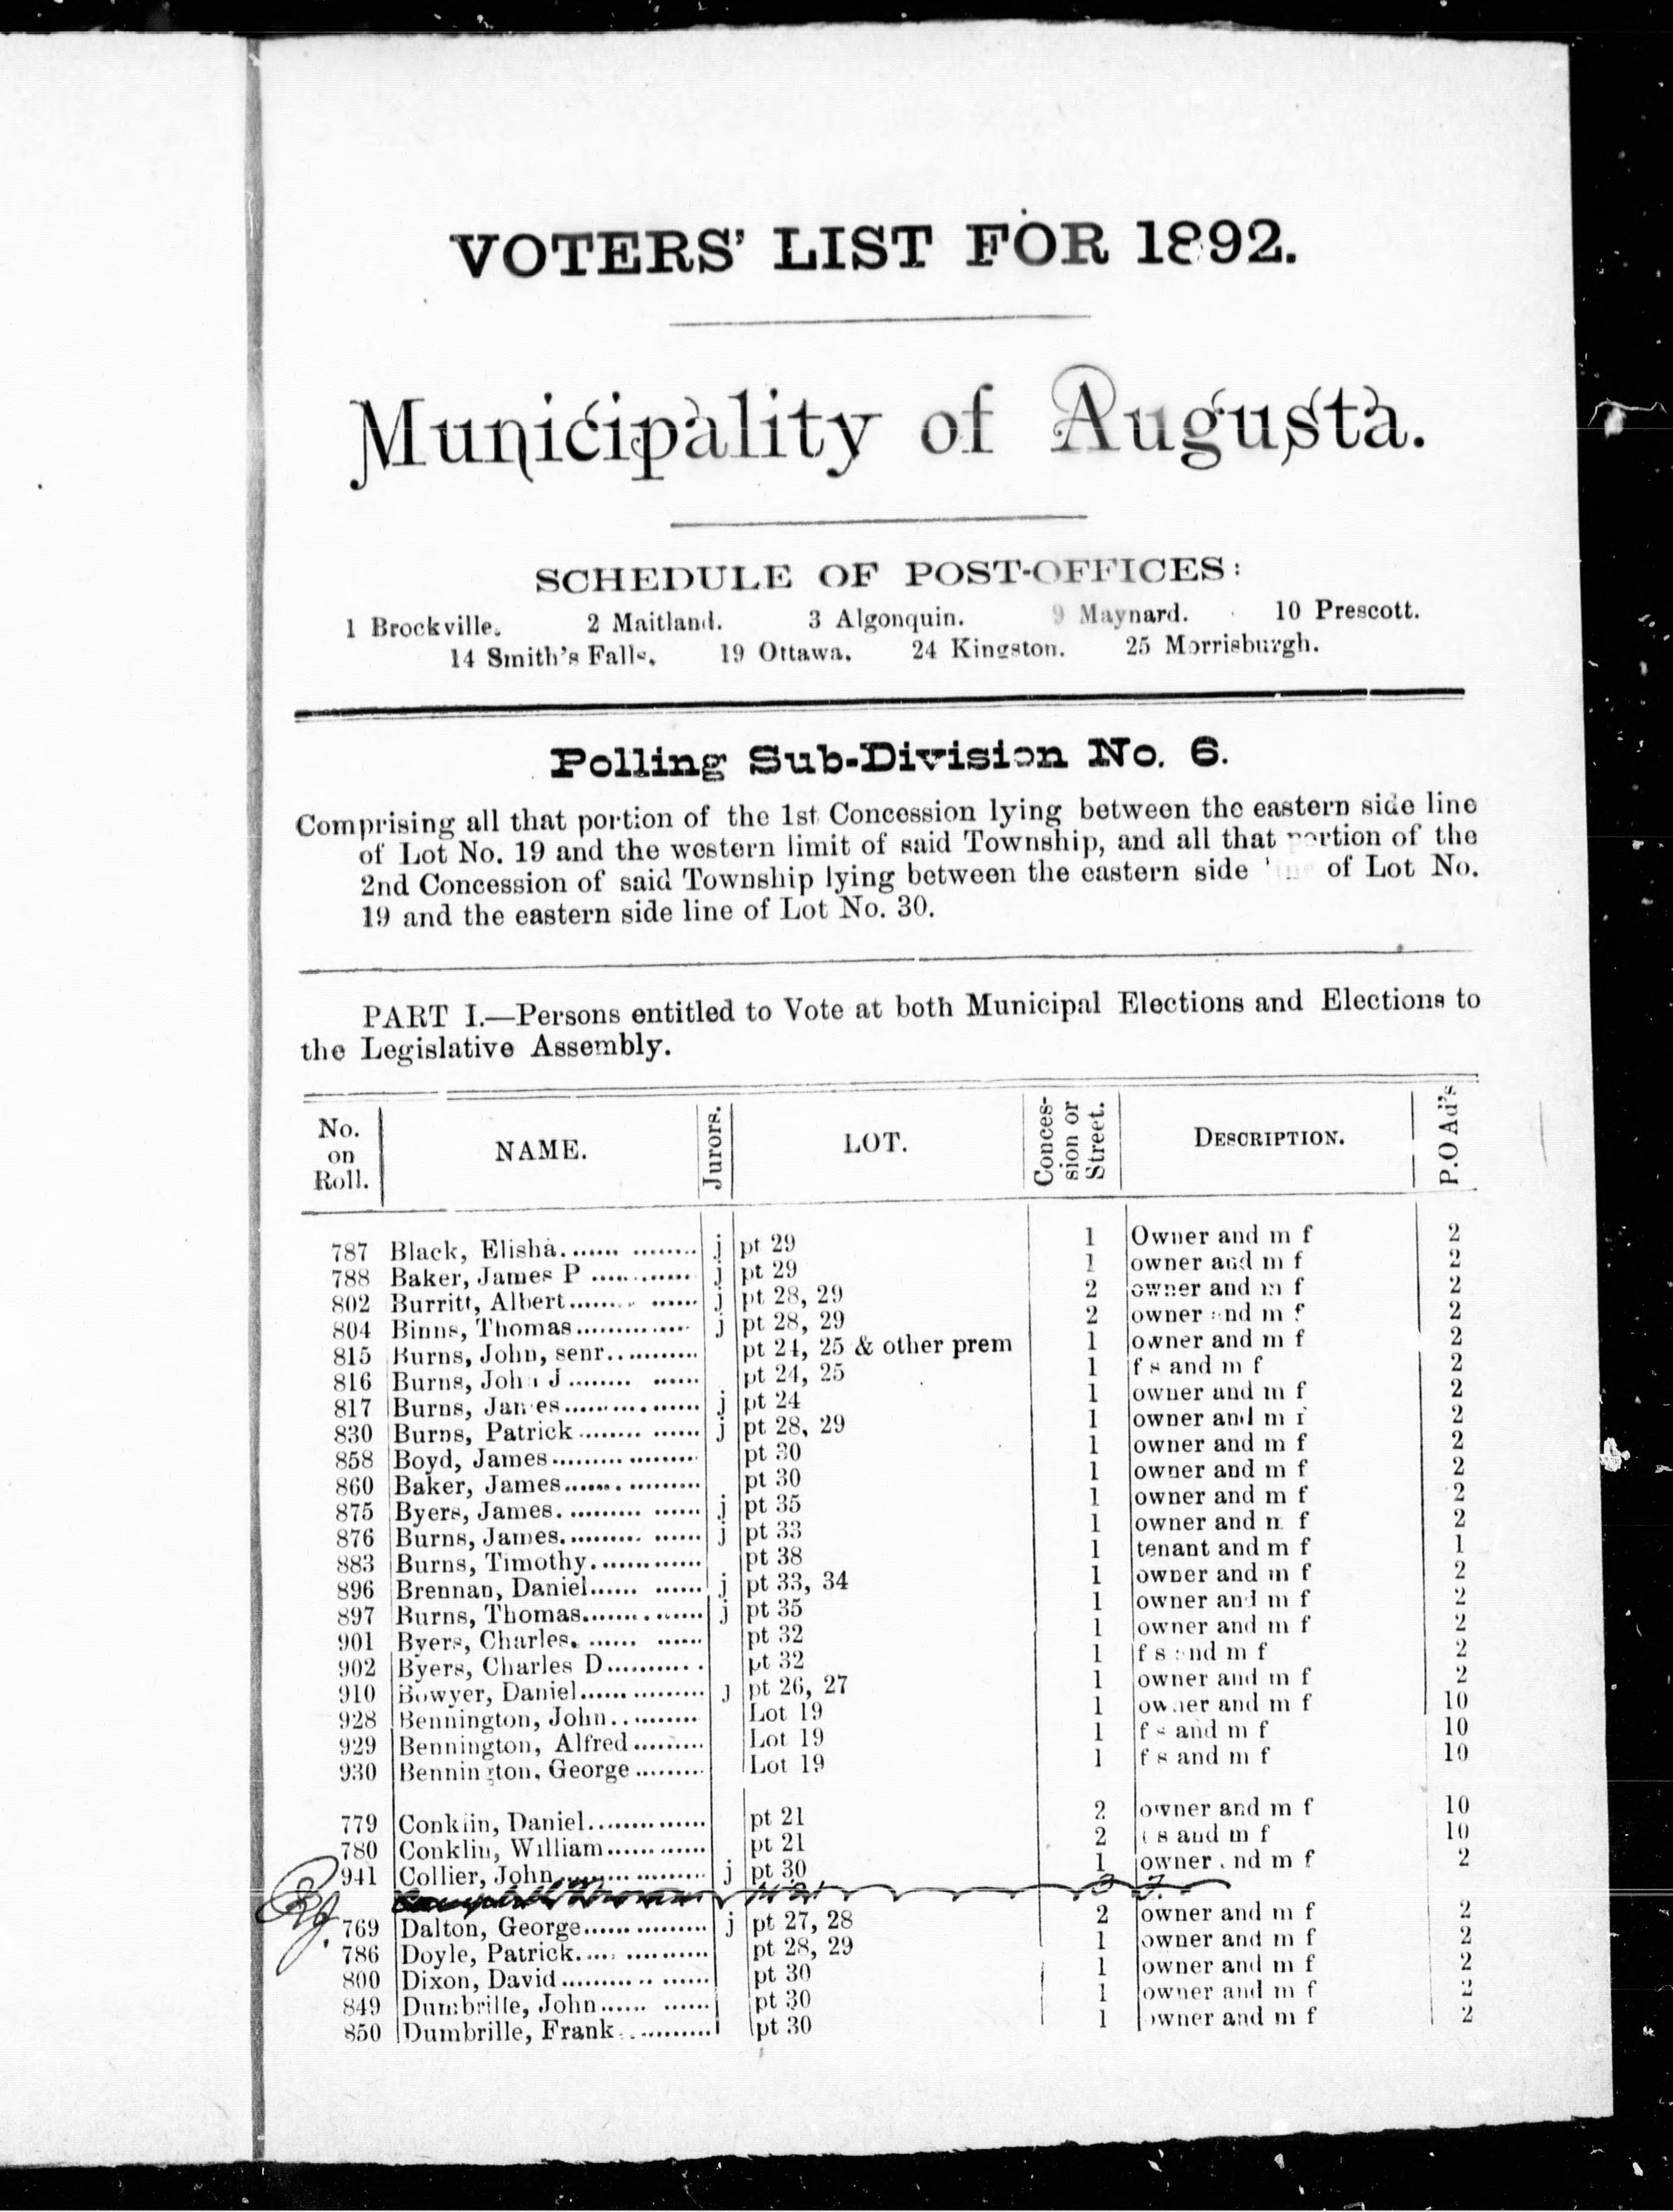 VOTERS' LIST FOR 1892.
Municipality of Augusta.
SCHEDULE OF POST-OFFICES:
1 Brockville. 2 Maitland. 3 Algonquin. 9 Maynard. 10 Prescott.
14 Smith's Falls. 19 Ottawa. 24 Kingston. 25 Morrisburgh.
Polling Sub-Division No. 6.
Comprising all that portion of the 1st Concession lying between the eastern side line
of Lot No. 19 and the western limit of said Township, and all that portion of the
2nd Concession of said Township lying between the eastern side line of Lot No.
19 and the eastern side line of Lot No. 30.
PART I.—Persons entitled to Vote at both Municipal Elections and Elections to
the Legislative Assembly.
No. on Roll. NAME. Jurors. LOT. Conces-sion or Street. DESCRIPTION. P.O Ad's
787 Black, Elisha j pt 29 1 Owner and m f 2
788 Baker, James P j pt 29 1 owner and m f 2
802 Burritt, Albert j pt 28, 29 2 owner and m f 2
804 Binns, Thomas j pt 28, 29 2 owner and m f 2
815 Burns, John, senr pt 24, 25 & other prem 1 owner and m f 2
816 Burns, John J pt 24, 25 1 f s and m f 2
817 Burns, James j pt 24 1 owner and m f 2
830 Burns, Patrick j pt 28, 29 1 owner and m f 2
858 Boyd, James pt 30 1 owner and m f 2
860 Baker, James pt 30 1 owner and m f 2
875 Byers, James j pt 35 1 owner and m f 2
876 Burns, James j pt 33 1 owner and m f 2
883 Burns, Timothy pt 38 1 tenant and m f 1
896 Brennan, Daniel j pt 33, 34 1 owner and m f 2
897 Burns, Thomas j pt 35 1 owner and m f 2
901 Byers, Charles pt 32 1 owner and m f 2
902 Byers, Charles D pt 32 1 f s and m f 2
910 Bowyer, Daniel j pt 26, 27 1 owner and m f 2
928 Bennington, John Lot 19 1 owner and m f 10
929 Bennington, Alfred Lot 19 1 f s and m f 10
930 Bennington, George Lot 19 1 f s and m f 10
779 Conklin, Daniel pt 21 2 owner and m f 10
780 Conklin, William pt 21 2 f s and m f 10
941 Collier, John j pt 30 1 owner and m f 2
769 Dalton, George j pt 27, 28 2 owner and m f 2
786 Doyle, Patrick pt 28, 29 1 owner and m f 2
800 Dixon, David pt 30 1 owner and m f 2
849 Dumbrille, John j pt 30 1 owner and m f 2
850 Dumbrille, Frank pt 30 1 owner and m f 2